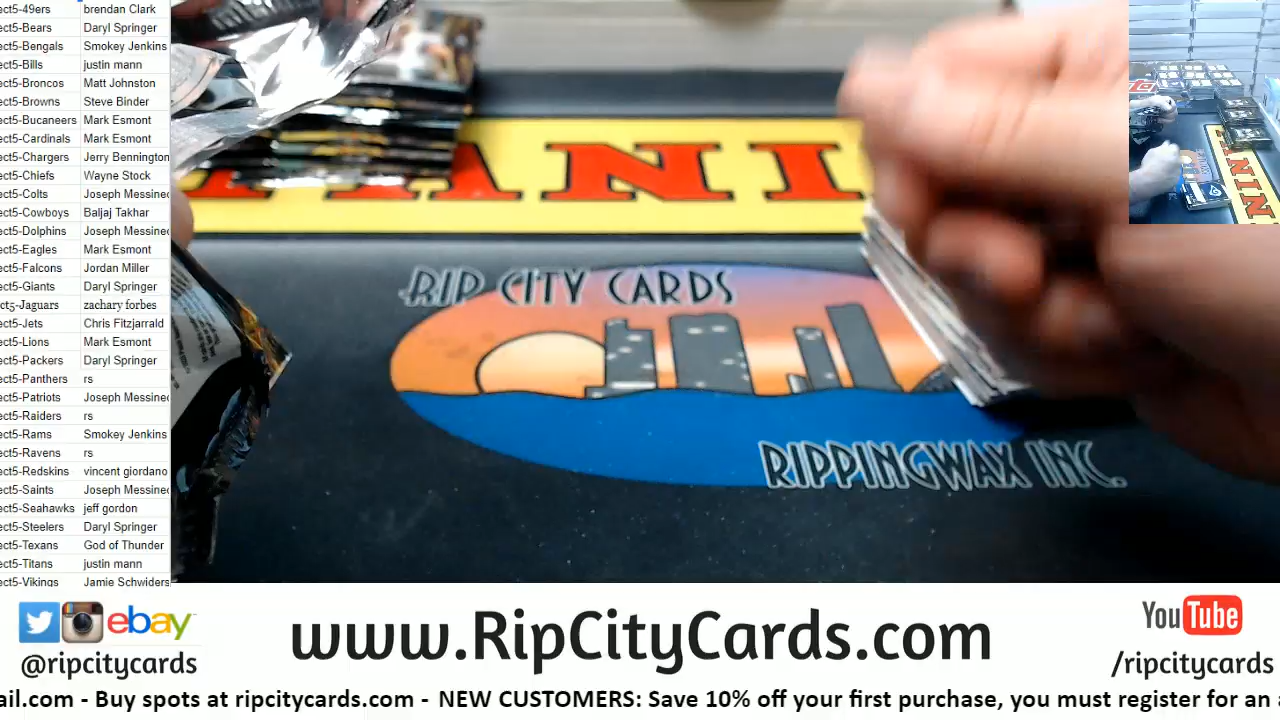 ect5-49ers brendan Clark
ect5-Bears Daryl Springer
ect5-Bengals Smokey Jenkins
ect5-Bills justin mann
ect5-Broncos Matt Johnston
ect5-Browns Steve Binder
ect5-Bucaneers Mark Esmont
ect5-Cardinals Mark Esmont
ect5-Chargers Jerry Bennington
ect5-Chiefs Wayne Stock
ect5-Colts Joseph Messinec
ect5-Cowboys Baljaj Takhar
ect5-Dolphins Joseph Messinec
ect5-Eagles Mark Esmont
ect5-Falcons Jordan Miller
ect5-Giants Daryl Springer
ect5-Jaguars zachary forbes
ect5-Jets Chris Fitzjarrald
ect5-Lions Mark Esmont
ect5-Packers Daryl Springer
ect5-Panthers rs
ect5-Patriots Joseph Messinec
ect5-Raiders rs
ect5-Rams Smokey Jenkins
ect5-Ravens rs
ect5-Redskins vincent giordano
ect5-Saints Joseph Messinec
ect5-Seahawks jeff gordon
ect5-Steelers Daryl Springer
ect5-Texans God of Thunder
ect5-Titans justin mann
ect5-Vikings Jamie Schwiders
ANINI
RIP CITY CARDS
RIPPINGWAX INC.
NINI
ebay
@ripcitycards
www.RipCityCards.com
YouTube
/ripcitycards
ail.com - Buy spots at ripcitycards.com - NEW CUSTOMERS: Save 10% off your first purchase, you must register for an a